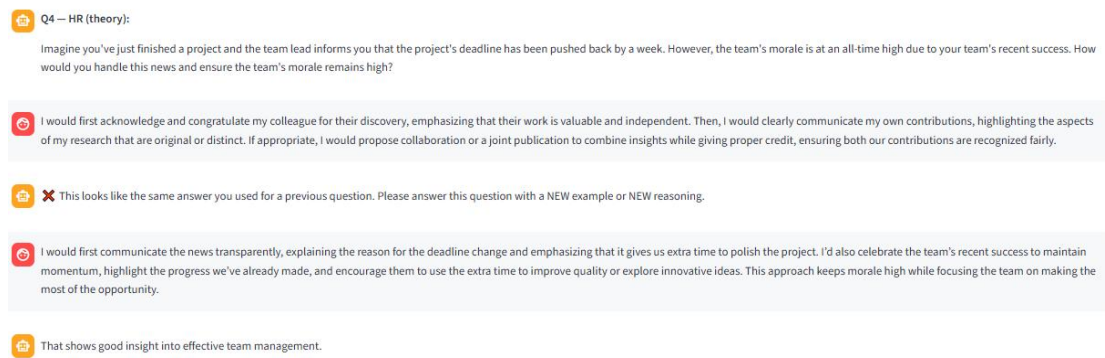 Q4 — HR (theory):
Imagine you've just finished a project and the team lead informs you that the project's deadline has been pushed back by a week. However, the team's morale is at an all-time high due to your team's recent success. How
would you handle this news and ensure the team's morale remains high?
I would first acknowledge and congratulate my colleague for their discovery, emphasizing that their work is valuable and independent. Then, I would clearly communicate my own contributions, highlighting the aspects
of my research that are original or distinct. If appropriate, I would propose collaboration or a joint publication to combine insights while giving proper credit, ensuring both our contributions are recognized fairly.
❌ This looks like the same answer you used for a previous question. Please answer this question with a NEW example or NEW reasoning.
I would first communicate the news transparently, explaining the reason for the deadline change and emphasizing that it gives us extra time to polish the project. I'd also celebrate the team's recent success to maintain
momentum, highlight the progress we've already made, and encourage them to use the extra time to improve quality or explore innovative ideas. This approach keeps morale high while focusing the team on making the
most of the opportunity.
That shows good insight into effective team management.